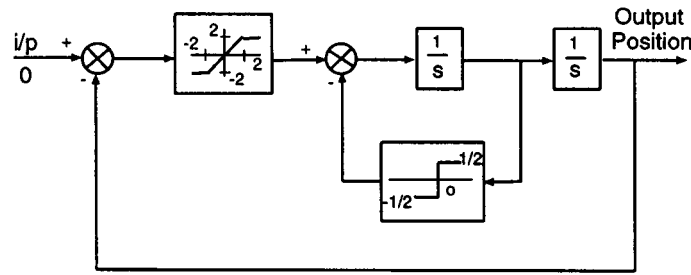 Output
Position
i/p
+
0
-
-2
2
2
-2
+
-
1
s
1
s
1/2
-1/2
o